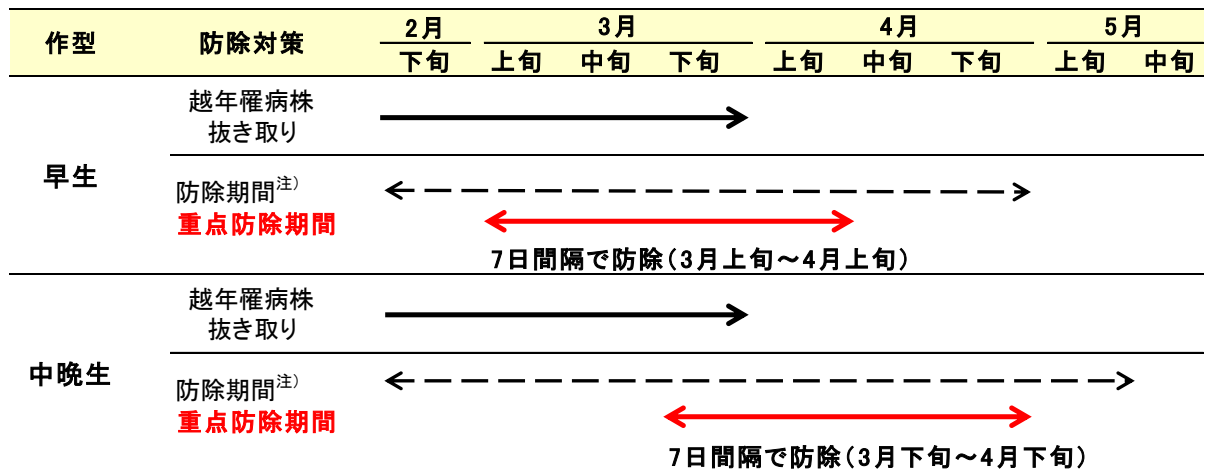 作型 防除対策 2月 3月 4月 5月
下旬 上旬 中旬 下旬 上旬 中旬 下旬 上旬 中旬
早生
越年罹病株
抜き取り
防除期間注）
重点防除期間
7日間隔で防除（3月上旬～4月上旬）
中晩生
越年罹病株
抜き取り
防除期間注）
重点防除期間
7日間隔で防除（3月下旬～4月下旬）